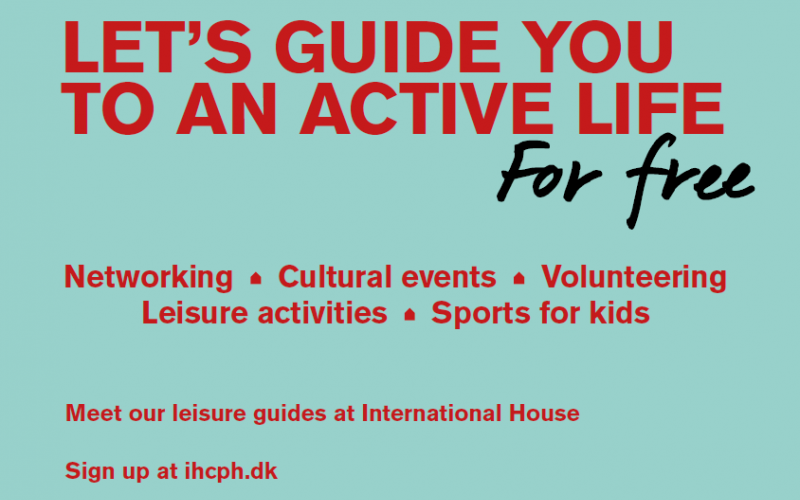 LET'S GUIDE YOU
TO AN ACTIVE LIFE
For free
Networking Cultural events Volunteering
Leisure activities Sports for kids
Meet our leisure guides at International House
Sign up at ihcph.dk